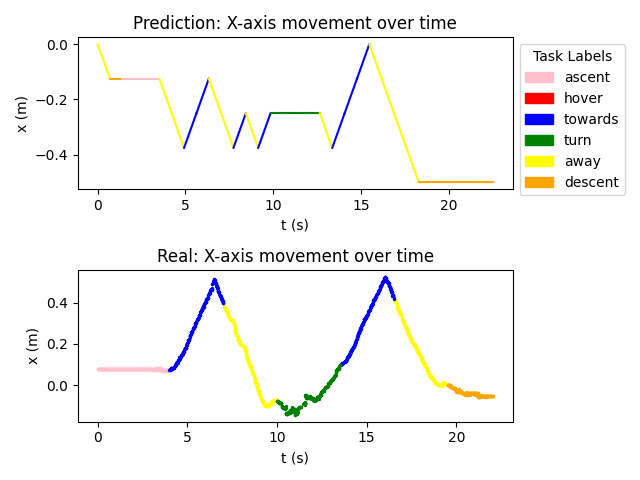 Prediction: X-axis movement over time
0.0
−0.2
−0.4
x (m)
0
5
10
15
20
t (s)
Task Labels
ascent
hover
towards
turn
away
descent
Real: X-axis movement over time
0.4
0.2
0.0
x (m)
0
5
10
15
20
t (s)